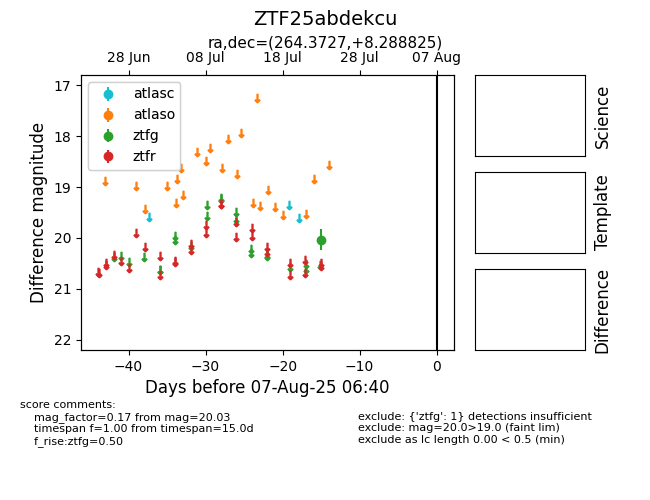 ZTF25abdekcu
ra,dec=(264.3727,+8.288825)
28 Jun 08 Jul 18 Jul 28 Jul 07 Aug
atlasc
atlaso
ztfg
ztfr
17
18
19
20
21
22
Difference magnitude
−40 −30 −20 −10 0
Days before 07-Aug-25 06:40
Science
Template
Difference
score comments:
mag_factor=0.17 from mag=20.03
timespan f=1.00 from timespan=15.0d
f_rise:ztfg=0.50
exclude: {'ztfg': 1} detections insufficient
exclude: mag=20.0>19.0 (faint lim)
exclude as lc length 0.00 < 0.5 (min)